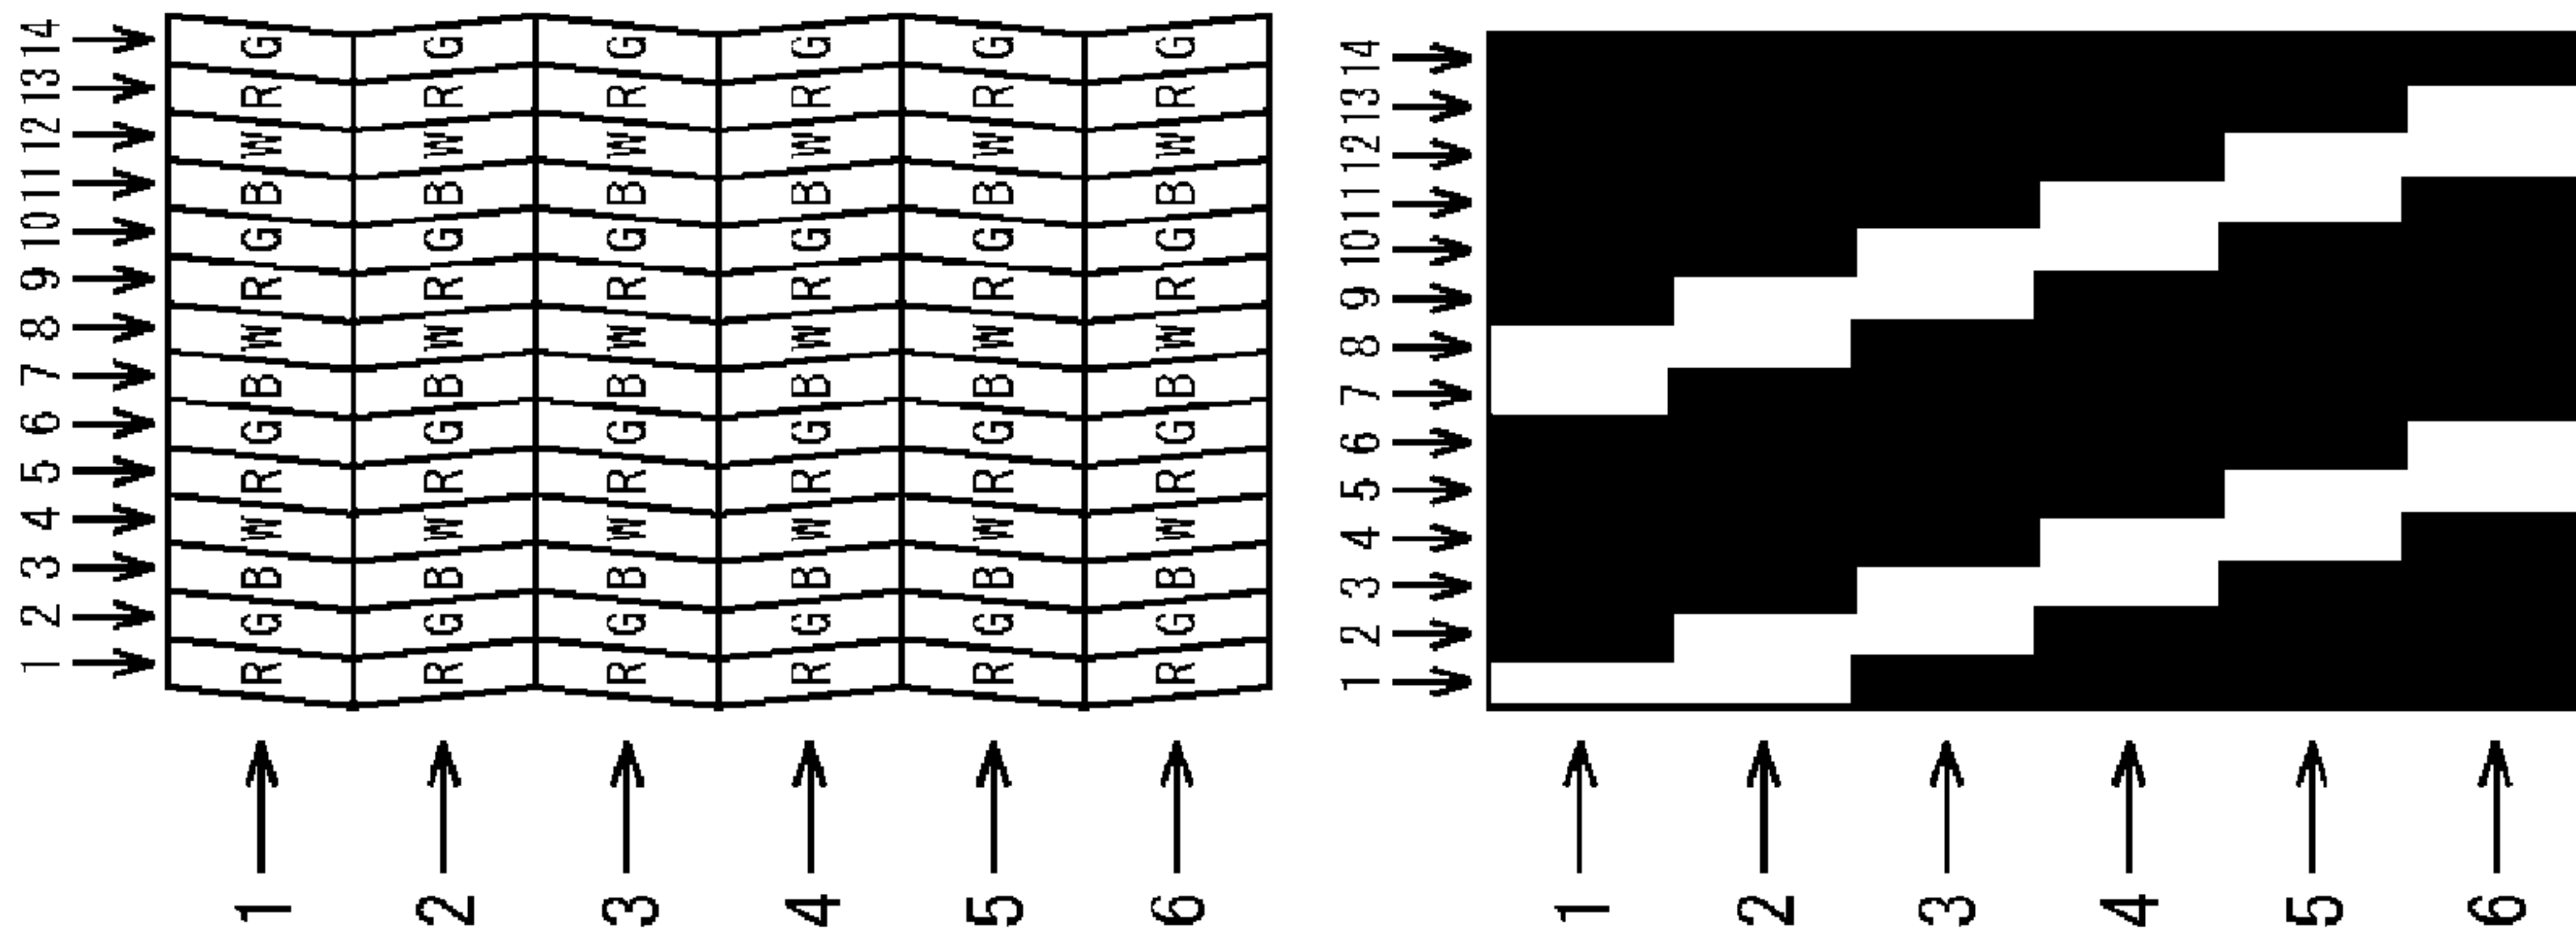 1 2 3 4 5 6 7 8 9 10 11 12 13 14
1 R G B W R G B W R G B W R G
2 R G B W R G B W R G B W R G
3 R G B W R G B W R G B W R G
4 R G B W R G B W R G B W R G
5 R G B W R G B W R G B W R G
6 R G B W R G B W R G B W R G
1 2 3 4 5 6 7 8 9 10 11 12 13 14
1
2
3
4
5
6